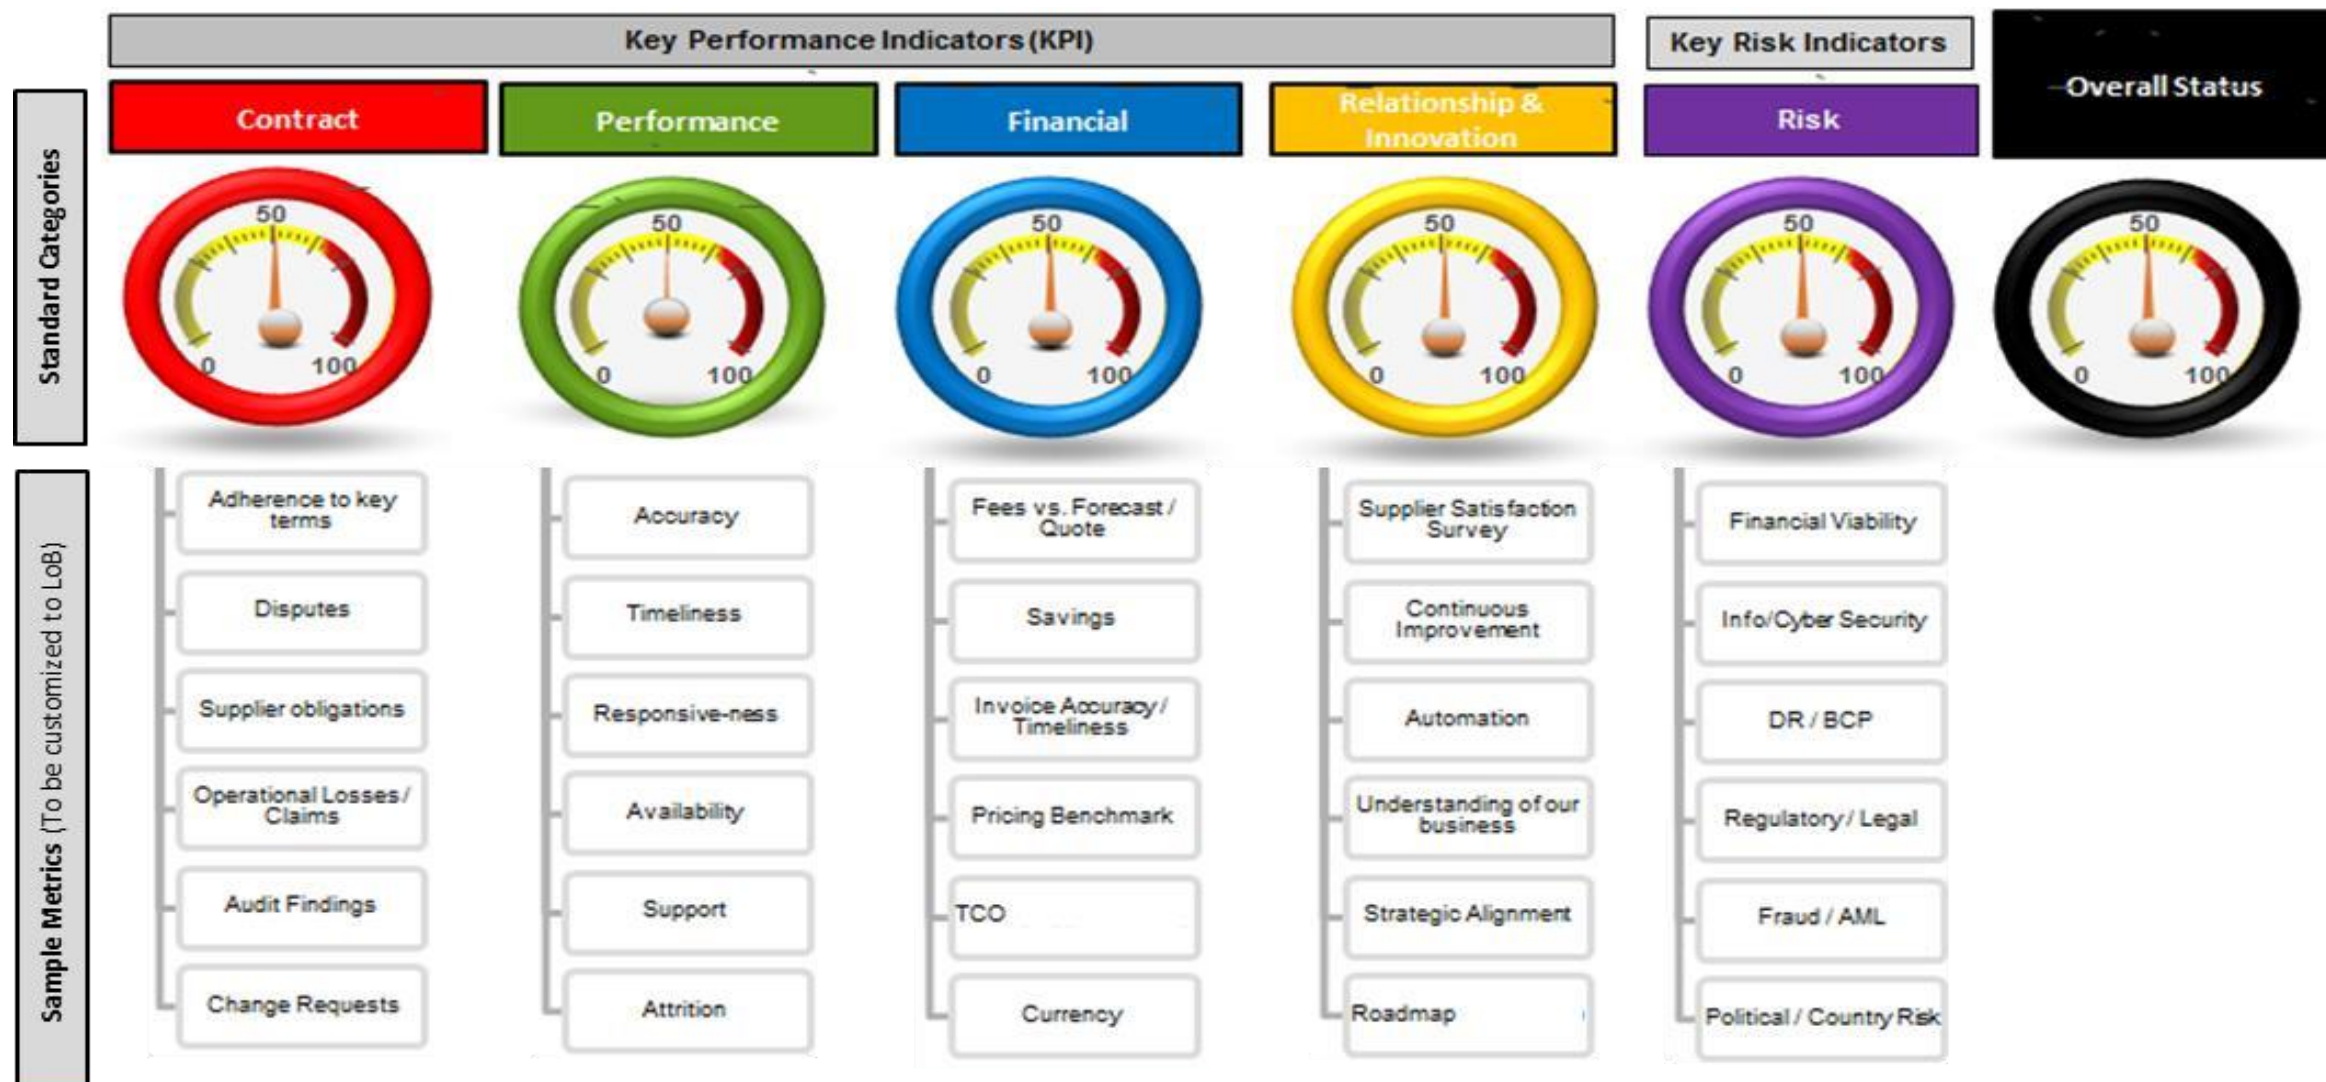 Key Performance Indicators (KPI)
Key Risk Indicators
Overall Status
Contract
Performance
Financial
Relationship &
Innovation
Risk
Standard Categories
50
0
100
50
0
100
50
0
100
50
0
100
50
0
100
50
0
100
Sample Metrics (To be customized to LoB)
Adherence to key
terms
Disputes
Supplier obligations
Operational Losses /
Claims
Audit Findings
Change Requests
Accuracy
Timeliness
Responsive-ness
Availability
Support
Attrition
Fees vs. Forecast /
Quote
Savings
Invoice Accuracy /
Timeliness
Pricing Benchmark
TCO
Currency
Supplier Satisfaction
Survey
Continuous
Improvement
Automation
Understanding of our
business
Strategic Alignment
Roadmap
Financial Viability
Info/Cyber Security
DR / BCP
Regulatory / Legal
Fraud / AML
Political / Country Risk